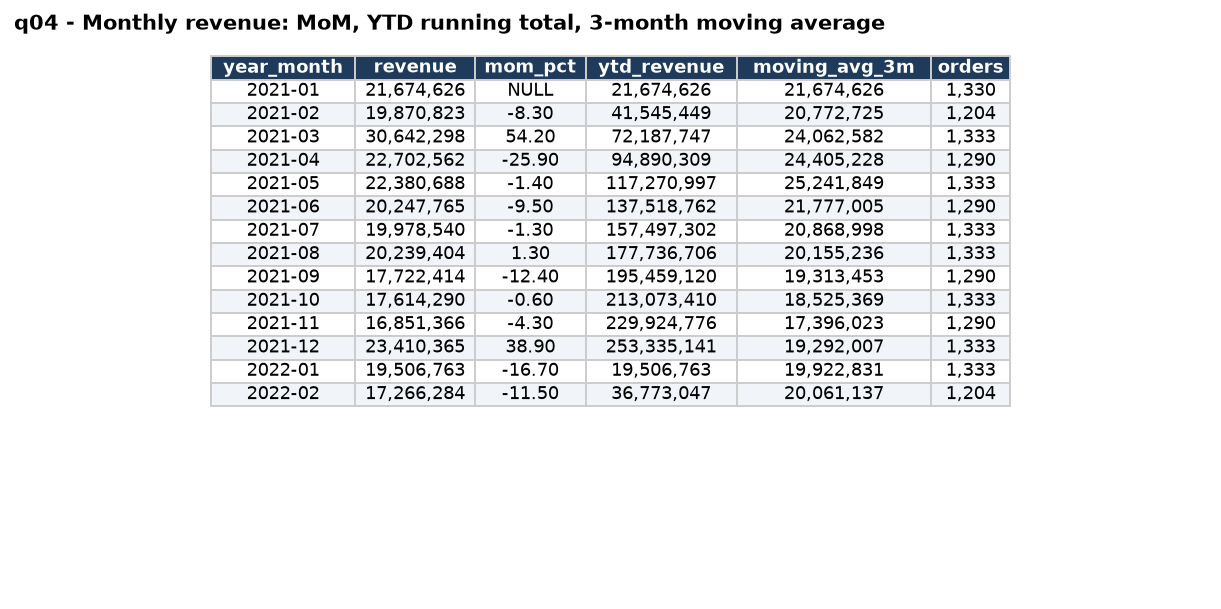 q04 - Monthly revenue: MoM, YTD running total, 3-month moving average
year_month revenue mom_pct ytd_revenue moving_avg_3m orders
2021-01 21,674,626 NULL 21,674,626 21,674,626 1,330
2021-02 19,870,823 -8.30 41,545,449 20,772,725 1,204
2021-03 30,642,298 54.20 72,187,747 24,062,582 1,333
2021-04 22,702,562 -25.90 94,890,309 24,405,228 1,290
2021-05 22,380,688 -1.40 117,270,997 25,241,849 1,333
2021-06 20,247,765 -9.50 137,518,762 21,777,005 1,290
2021-07 19,978,540 -1.30 157,497,302 20,868,998 1,333
2021-08 20,239,404 1.30 177,736,706 20,155,236 1,333
2021-09 17,722,414 -12.40 195,459,120 19,313,453 1,290
2021-10 17,614,290 -0.60 213,073,410 18,525,369 1,333
2021-11 16,851,366 -4.30 229,924,776 17,396,023 1,290
2021-12 23,410,365 38.90 253,335,141 19,292,007 1,333
2022-01 19,506,763 -16.70 19,506,763 19,922,831 1,333
2022-02 17,266,284 -11.50 36,773,047 20,061,137 1,204